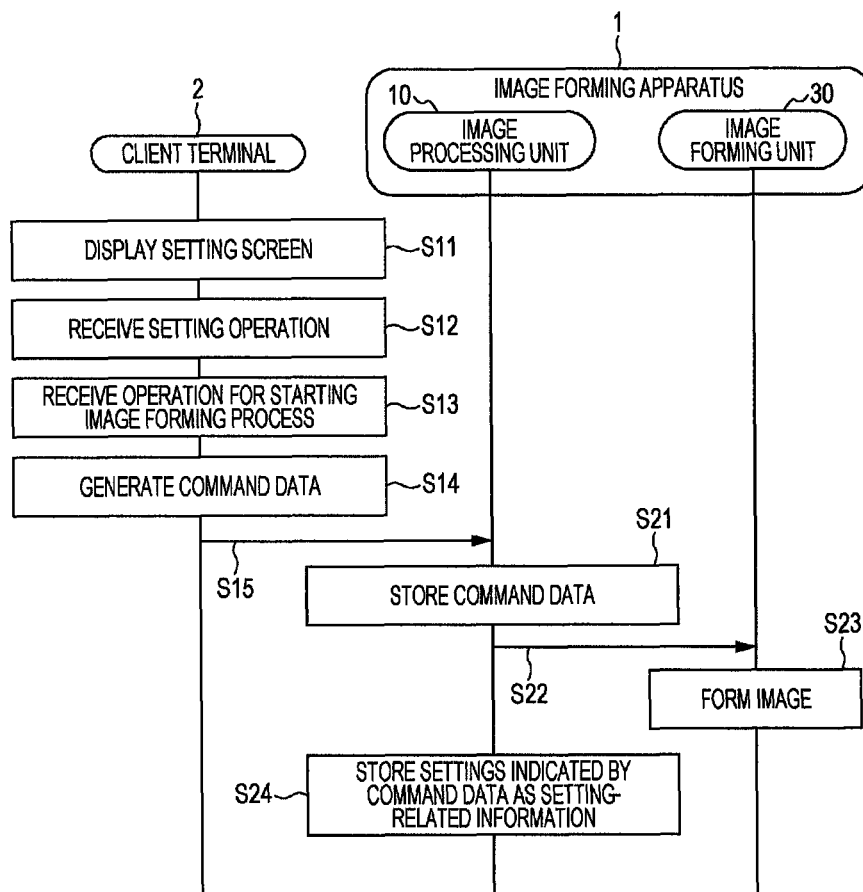 1
IMAGE FORMING APPARATUS
2
10
30
CLIENT TERMINAL
IMAGE
PROCESSING UNIT
IMAGE
FORMING UNIT
DISPLAY SETTING SCREEN
S11
RECEIVE SETTING OPERATION
S12
RECEIVE OPERATION FOR STARTING
IMAGE FORMING PROCESS
S13
GENERATE COMMAND DATA
S14
S15
S21
STORE COMMAND DATA
S22
S23
FORM IMAGE
S24
STORE SETTINGS INDICATED BY
COMMAND DATA AS SETTING-
RELATED INFORMATION